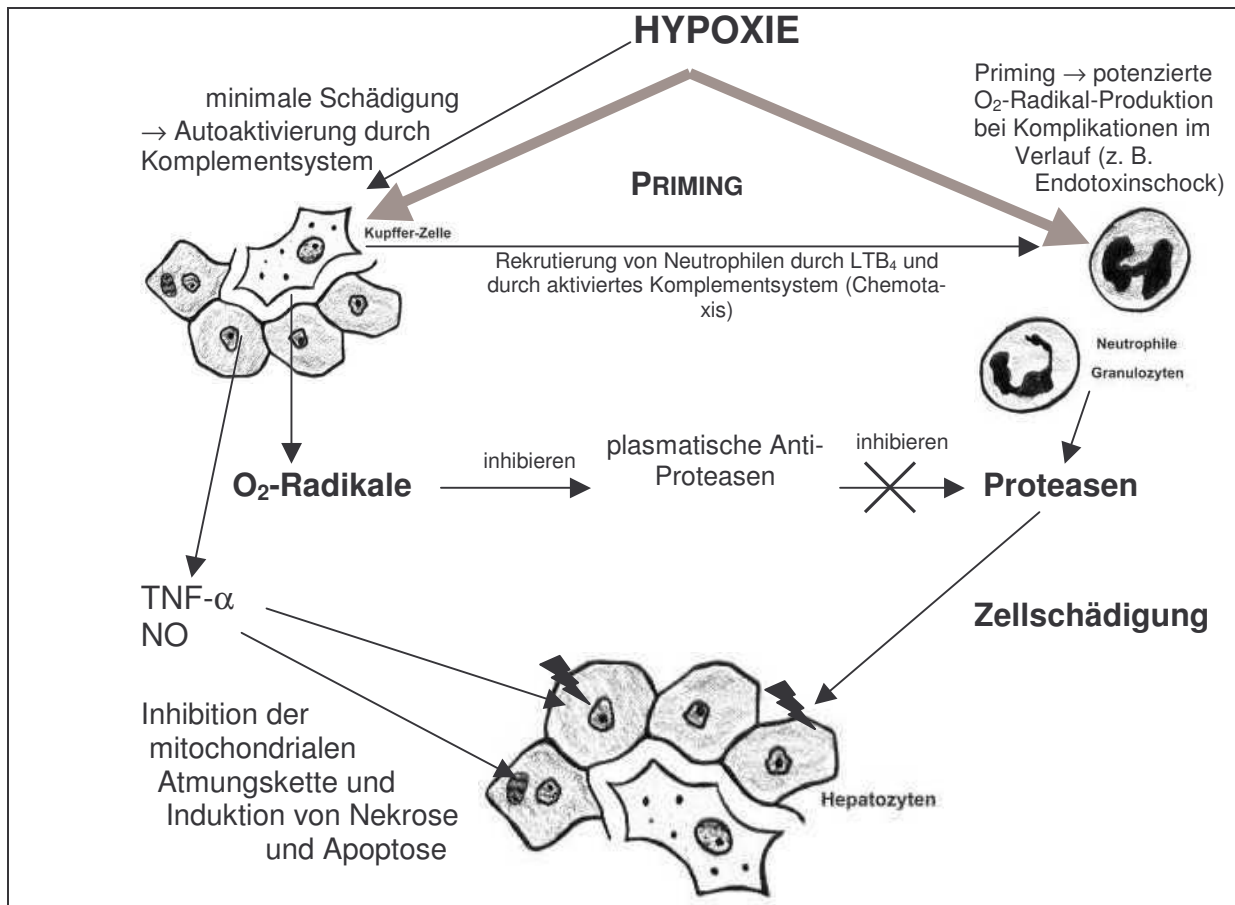 HYPOXIE
minimale Schädigung
→ Autoaktivierung durch
Komplementsystem
Priming → potenzierte
O₂-Radikal-Produktion
bei Komplikationen im
Verlauf (z. B.
Endotoxinschock)
PRIMING
Kupffer-Zelle
Rekrutierung von Neutrophilen durch LTB₄ und
durch aktiviertes Komplementsystem (Chemota-
xis)
Neutrophile
Granulozyten
O₂-Radikale
inhibieren
plasmatische Anti-
Proteasen
inhibieren
Proteasen
TNF-α
NO
Zellschädigung
Inhibition der
mitochondrialen
Atmungskette und
Induktion von Nekrose
und Apoptose
Hepatozyten